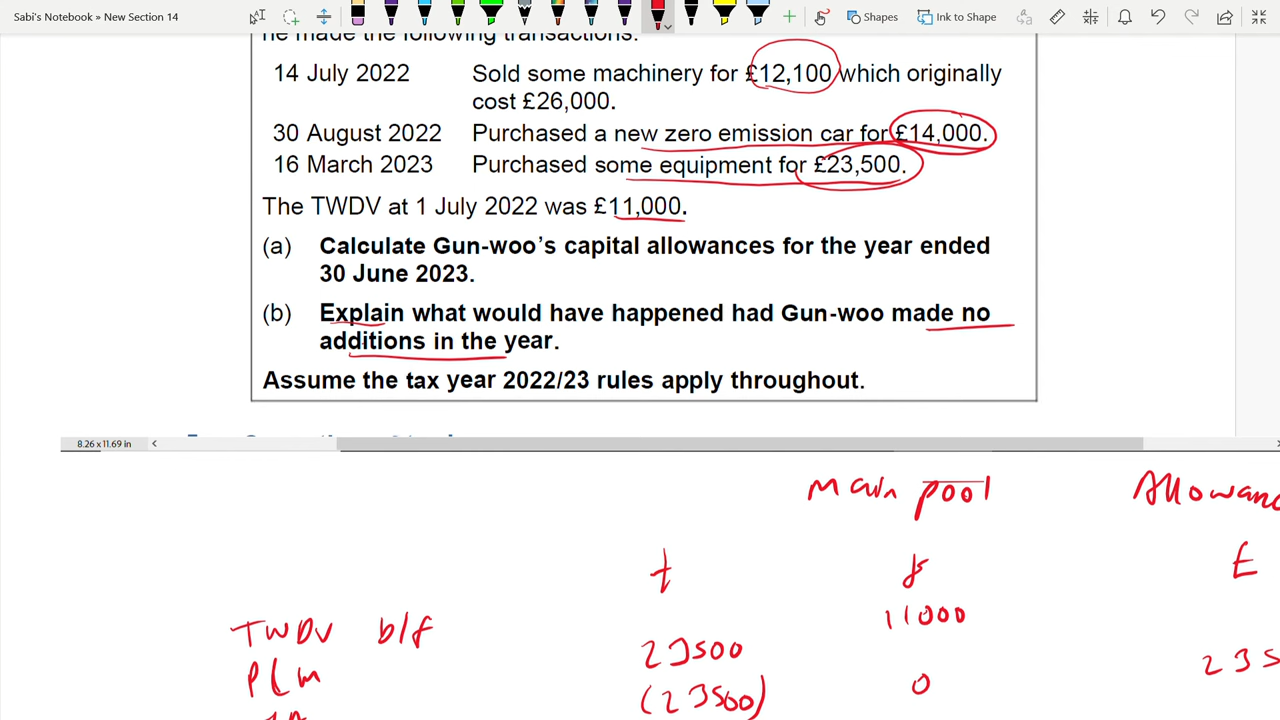 Sabi's Notebook » New Section 14
Shapes
Ink to Shape
he made the following transactions:
14 July 2022 Sold some machinery for £12,100 which originally
cost £26,000.
30 August 2022 Purchased a new zero emission car for £14,000.
16 March 2023 Purchased some equipment for £23,500.
The TWDV at 1 July 2022 was £11,000.
(a) Calculate Gun-woo's capital allowances for the year ended
30 June 2023.
(b) Explain what would have happened had Gun-woo made no
additions in the year.
Assume the tax year 2022/23 rules apply throughout.
8.26 x 11.69 in
main pool Allowanc
£ £ £
TWDV b/f 11000
P&M 23500 235
(23500) 0